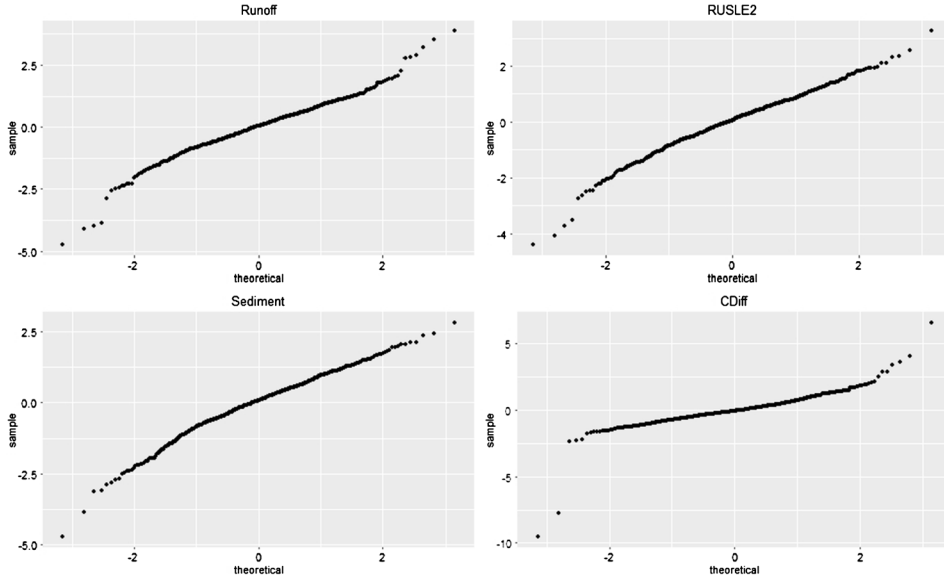 Runoff
sample
2.5
0.0
-2.5
-5.0
-2 0 2
theoretical
RUSLE2
sample
2
0
-2
-4
-2 0 2
theoretical
Sediment
sample
2.5
0.0
-2.5
-5.0
-2 0 2
theoretical
CDiff
sample
5
0
-5
-10
-2 0 2
theoretical